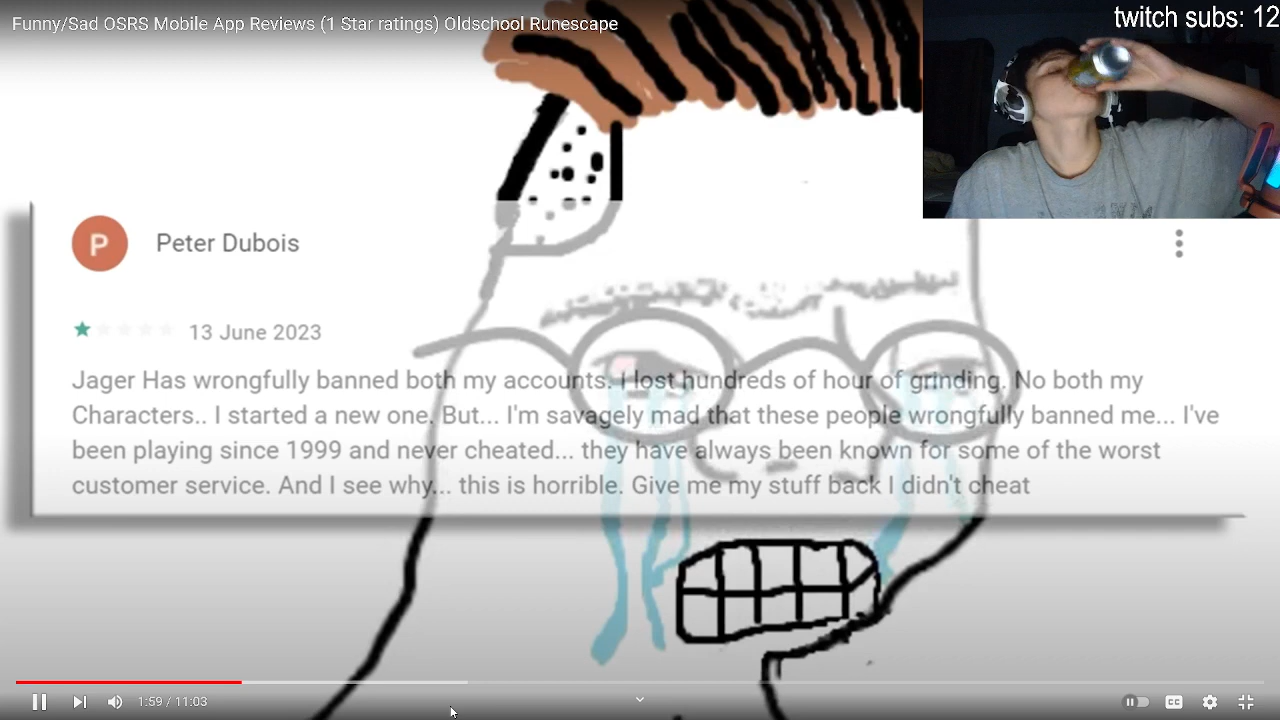 Funny/Sad OSRS Mobile App Reviews (1 Star ratings) Oldschool Runescape
twitch subs: 12
P
Peter Dubois
13 June 2023
Jager Has wrongfully banned both my accounts. I lost hundreds of hour of grinding. No both my
Characters.. I started a new one. But... I'm savagely mad that these people wrongfully banned me... I've
been playing since 1999 and never cheated... they have always been known for some of the worst
customer service. And I see why... this is horrible. Give me my stuff back I didn't cheat
1:59 / 11:03
CC